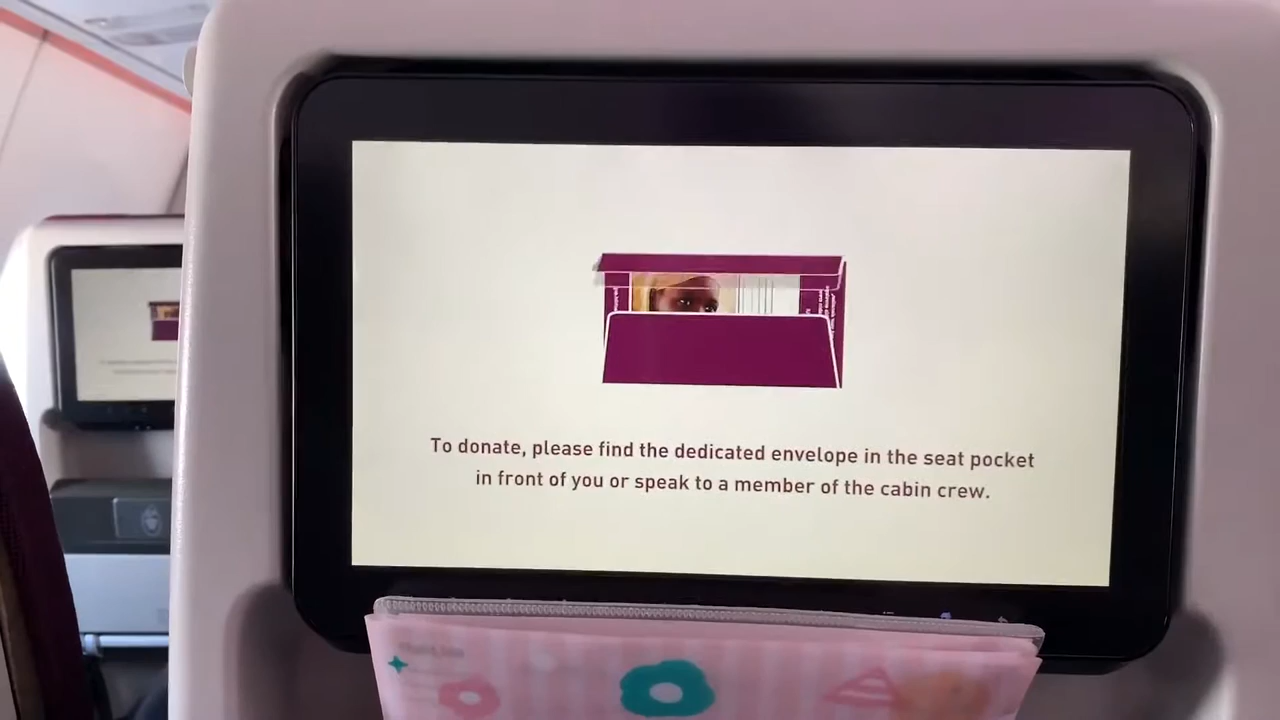 To donate, please find the dedicated envelope in the seat pocket
in front of you or speak to a member of the cabin crew.